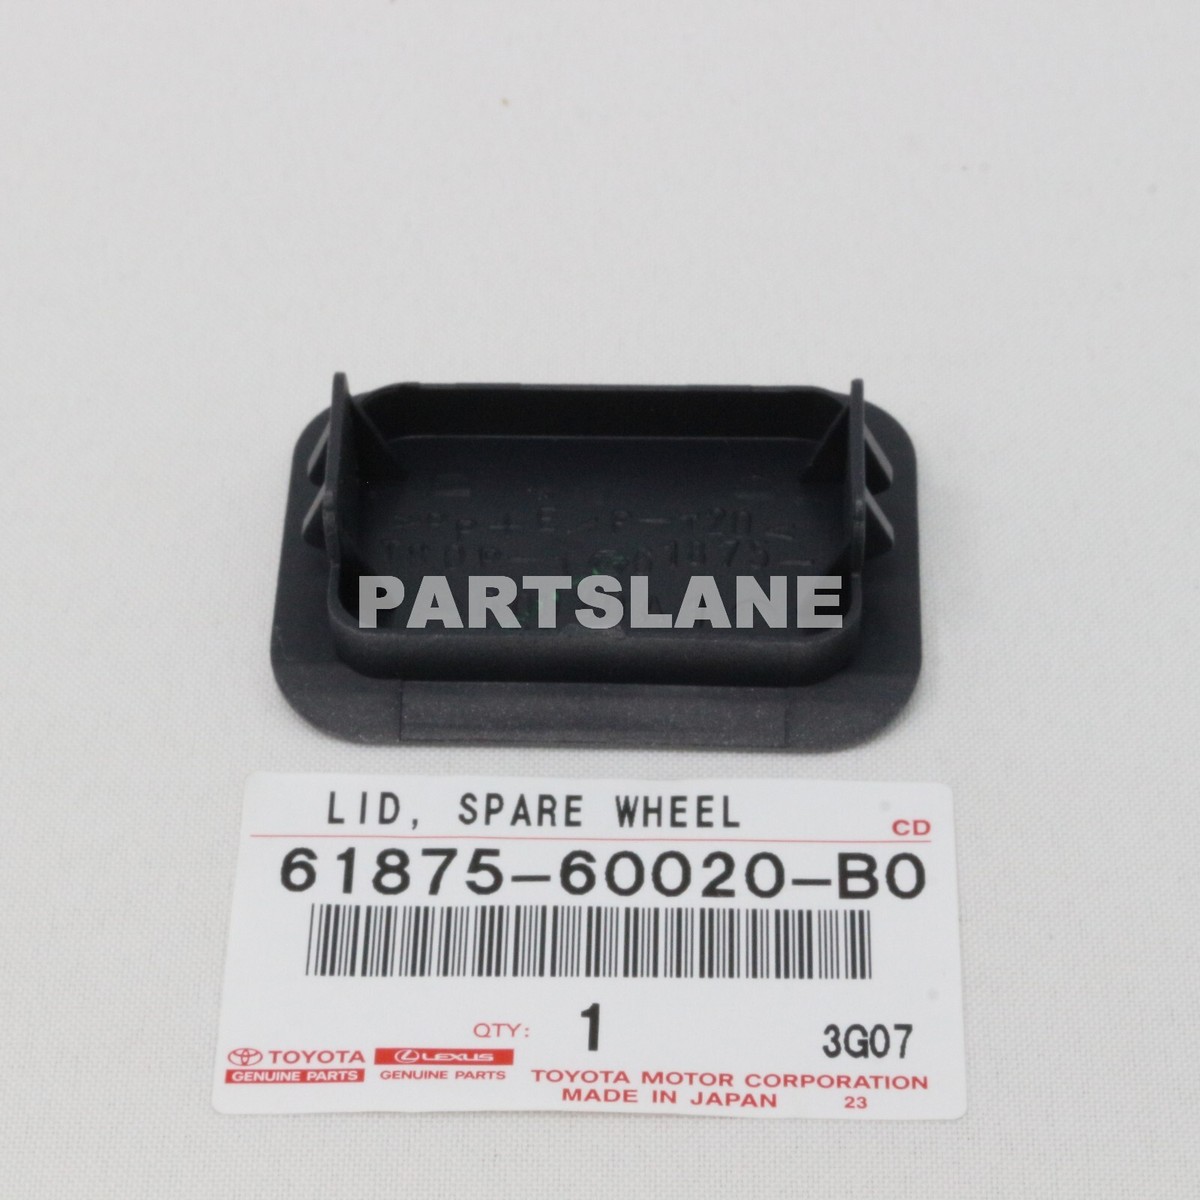 PARTSLANE
LID, SPARE WHEEL
CD
61875-60020-B0
QTY: 1
3G07
TOYOTA
GENUINE PARTS
LEXUS
GENUINE PARTS
TOYOTA MOTOR CORPORATION
MADE IN JAPAN 23